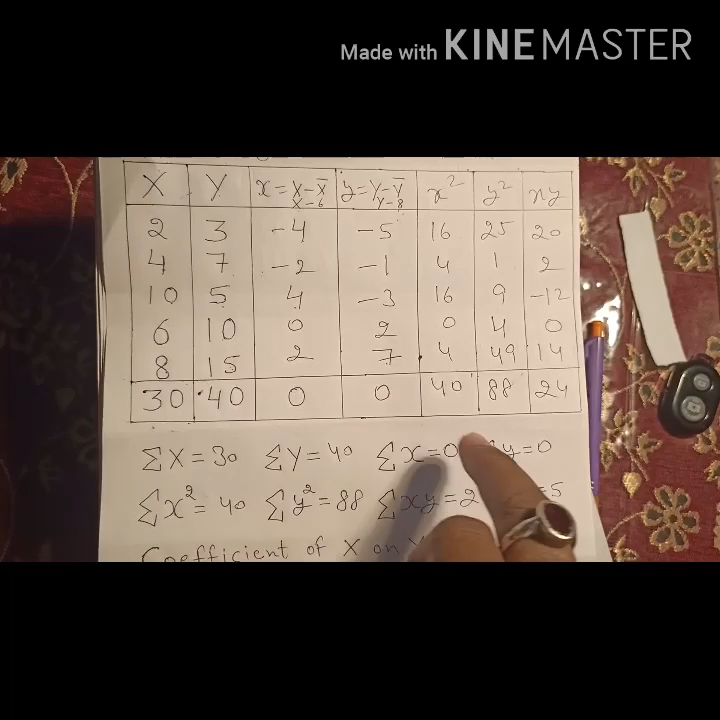 Made with KINEMASTER
X Y x=X-X̅ y=Y-Y̅ x² y² xy
X-6 Y-8
2 3 -4 -5 16 25 20
4 7 -2 -1 4 1 2
10 5 4 -3 16 9 -12
6 10 0 2 0 4 0
8 15 2 7 4 49 14
30 40 0 0 40 88 24
ΣX=30 ΣY=40 Σx=0 Σy=0
Σx²=40 Σy²=88 Σxy=2 =5
Coefficient of X on